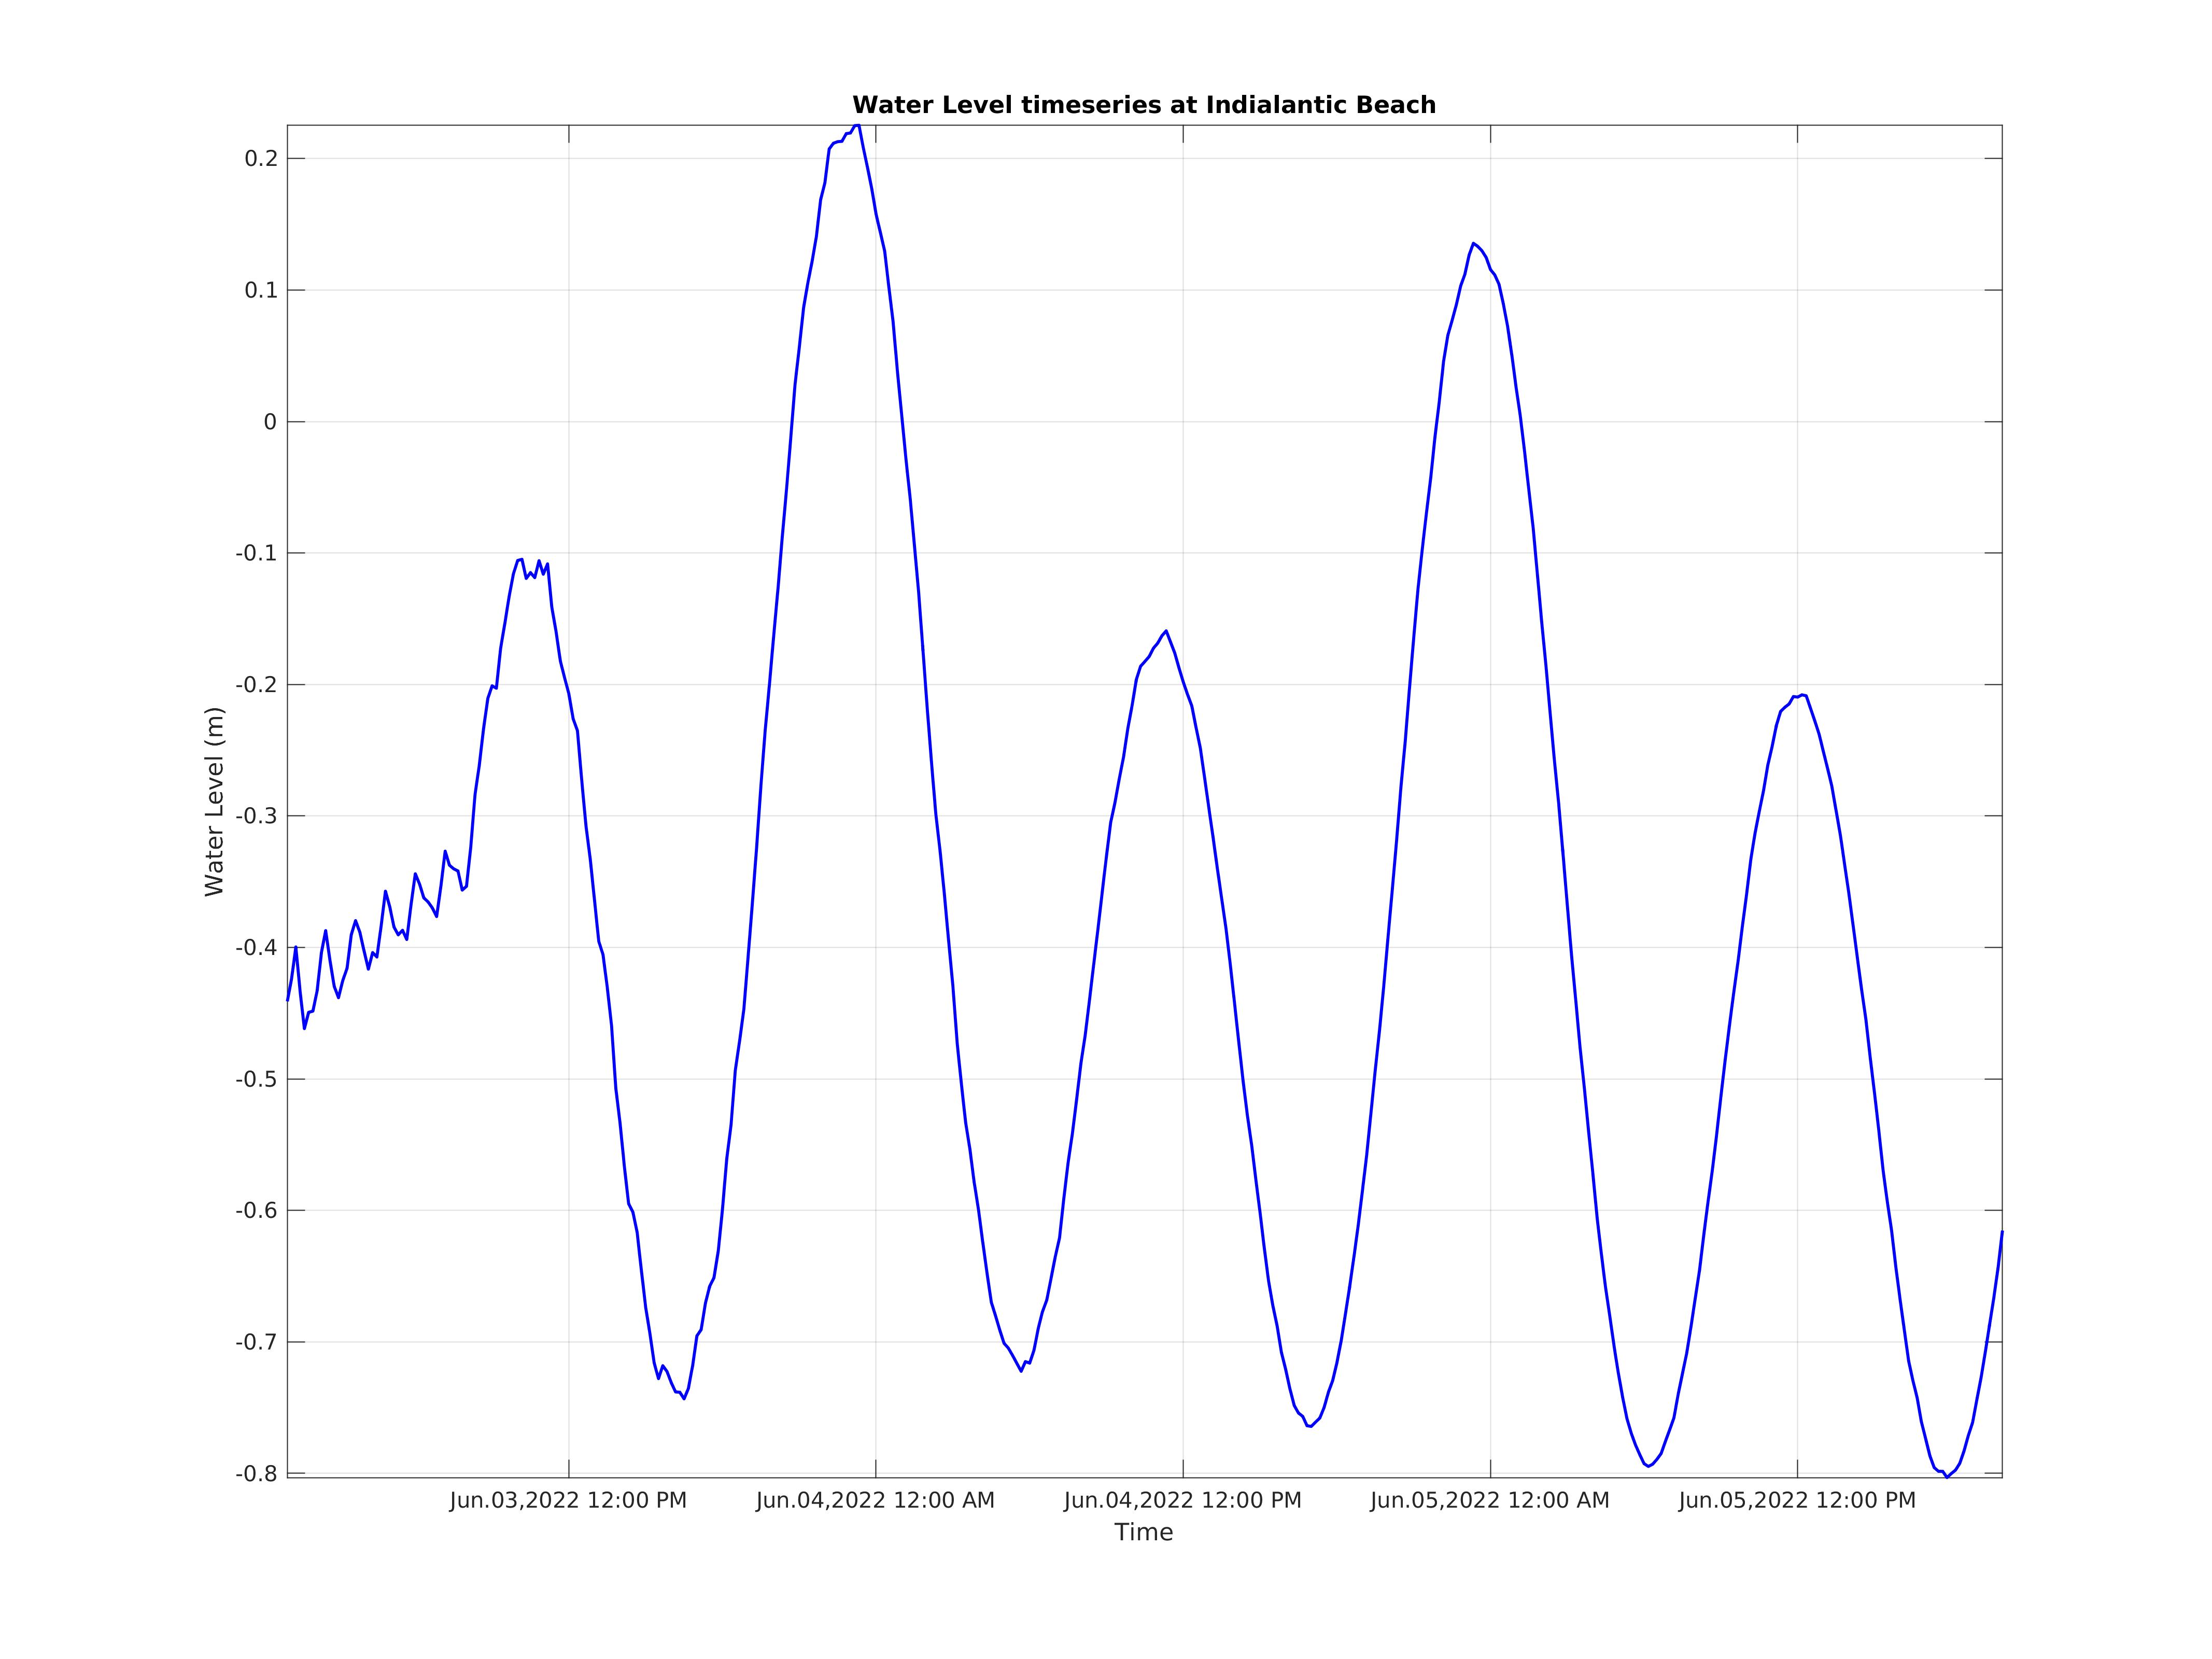 Water Level timeseries at Indialantic Beach
0.2
0.1
0
-0.1
-0.2
-0.3
-0.4
-0.5
-0.6
-0.7
-0.8
Water Level (m)
Jun.03,2022 12:00 PM
Jun.04,2022 12:00 AM
Jun.04,2022 12:00 PM
Jun.05,2022 12:00 AM
Jun.05,2022 12:00 PM
Time